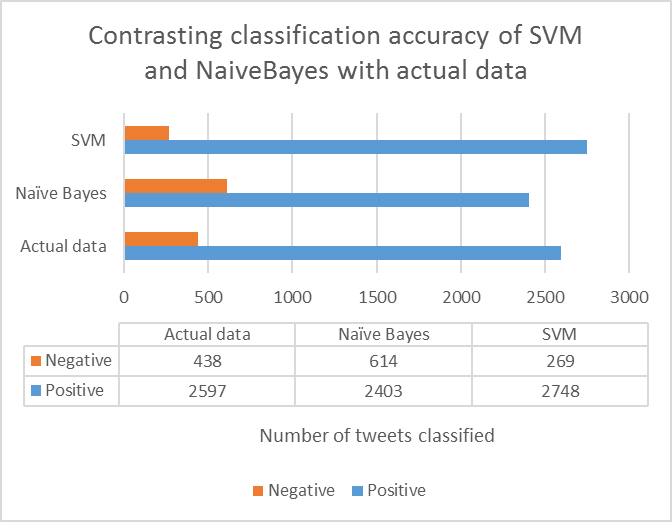 Contrasting classification accuracy of SVM
and NaiveBayes with actual data
SVM
Naïve Bayes
Actual data
0 500 1000 1500 2000 2500 3000
Actual data Naïve Bayes SVM
Negative 438 614 269
Positive 2597 2403 2748
Number of tweets classified
Negative Positive